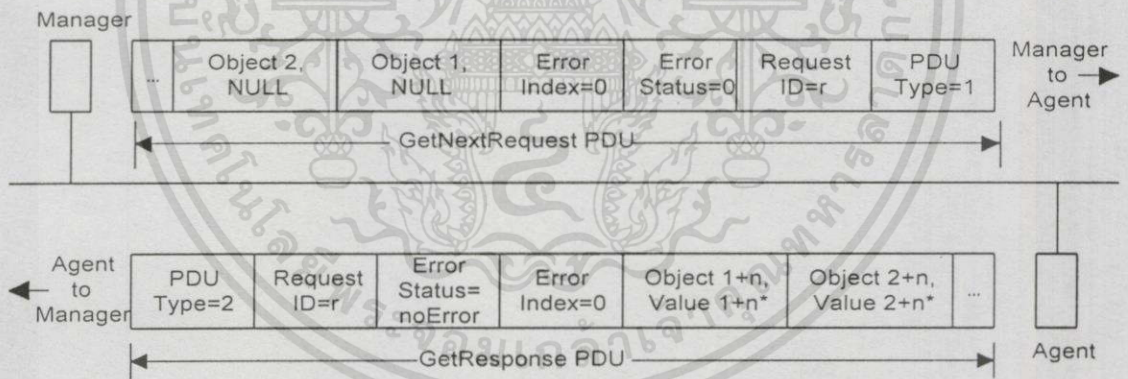 Manager
...
Object 2,
NULL
Object 1,
NULL
Error
Index=0
Error
Status=0
Request
ID=r
PDU
Type=1
Manager
to
Agent
GetNextRequest PDU
Agent
to
Manager
PDU
Type=2
Request
ID=r
Error
Status=
noError
Error
Index=0
Object 1+n,
Value 1+n*
Object 2+n,
Value 2+n*
...
GetResponse PDU
Agent